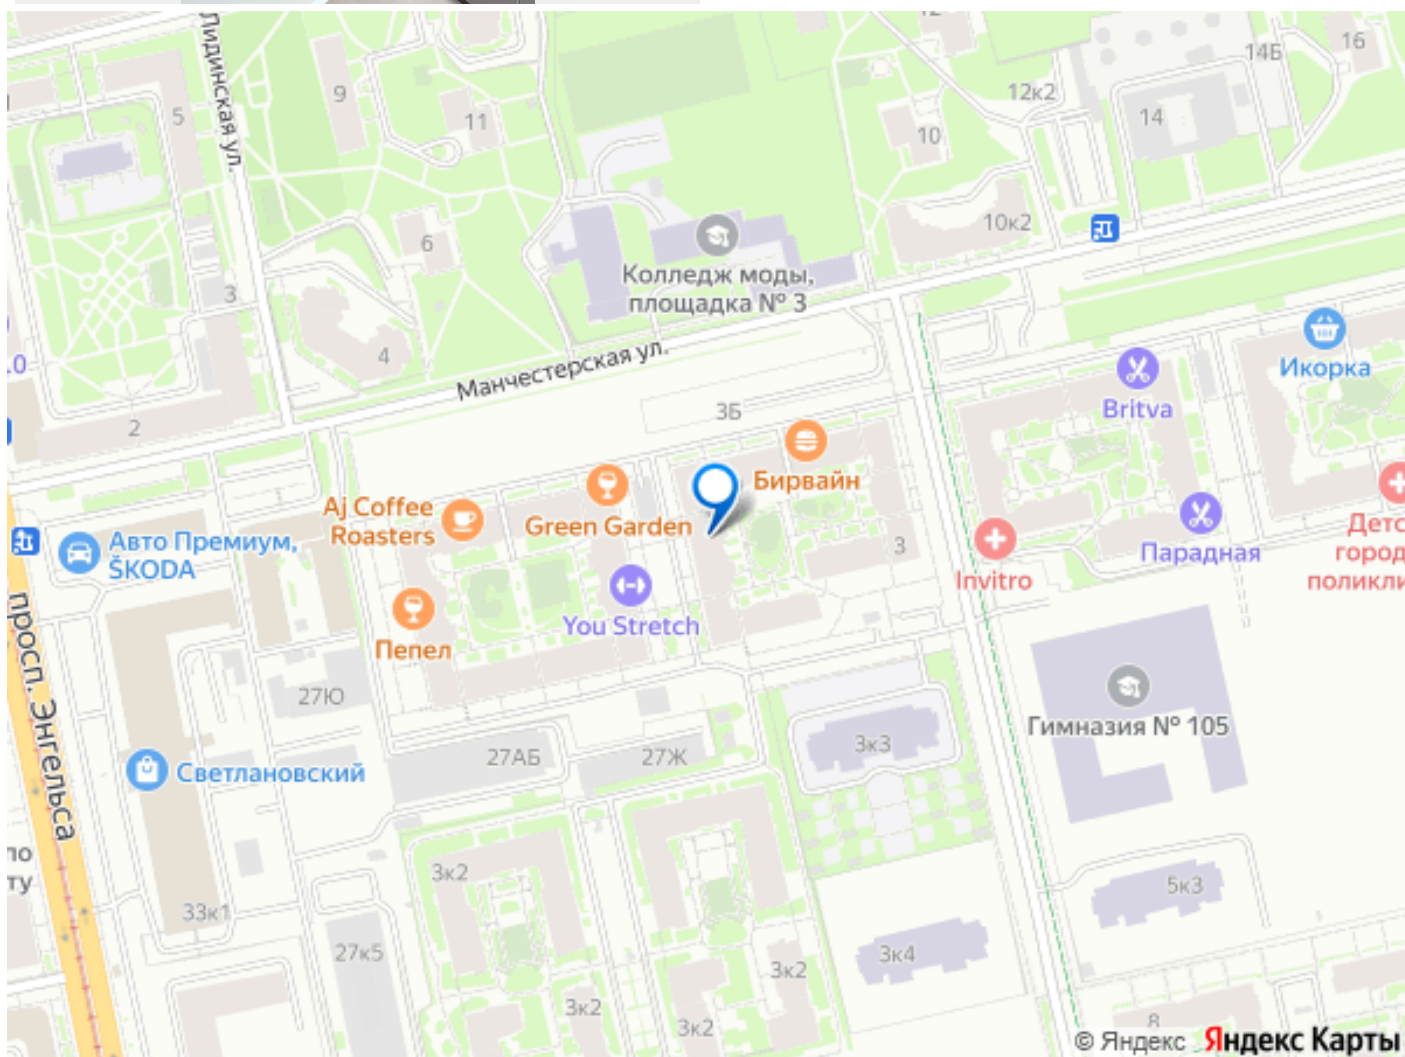 Лидинская ул.
5
9
11
12
12к2
14Б
16
14
10
10к2
6
3
4
2
Колледж моды,
площадка № 3
Манчестерская ул.
3Б
Икорка
Britva
Бирвайн
Aj Coffee
Roasters
Green Garden
Авто Премиум,
ŠKODA
3
Invitro
Парадная
You Stretch
Пепел
просп. Энгельса
27Ю
Гимназия № 105
27АБ
27Ж
3к3
Светлановский
3к2
33к1
27к5
5к3
3к4
3к2
3к2
3к2
8
© Яндекс Яндекс Карты